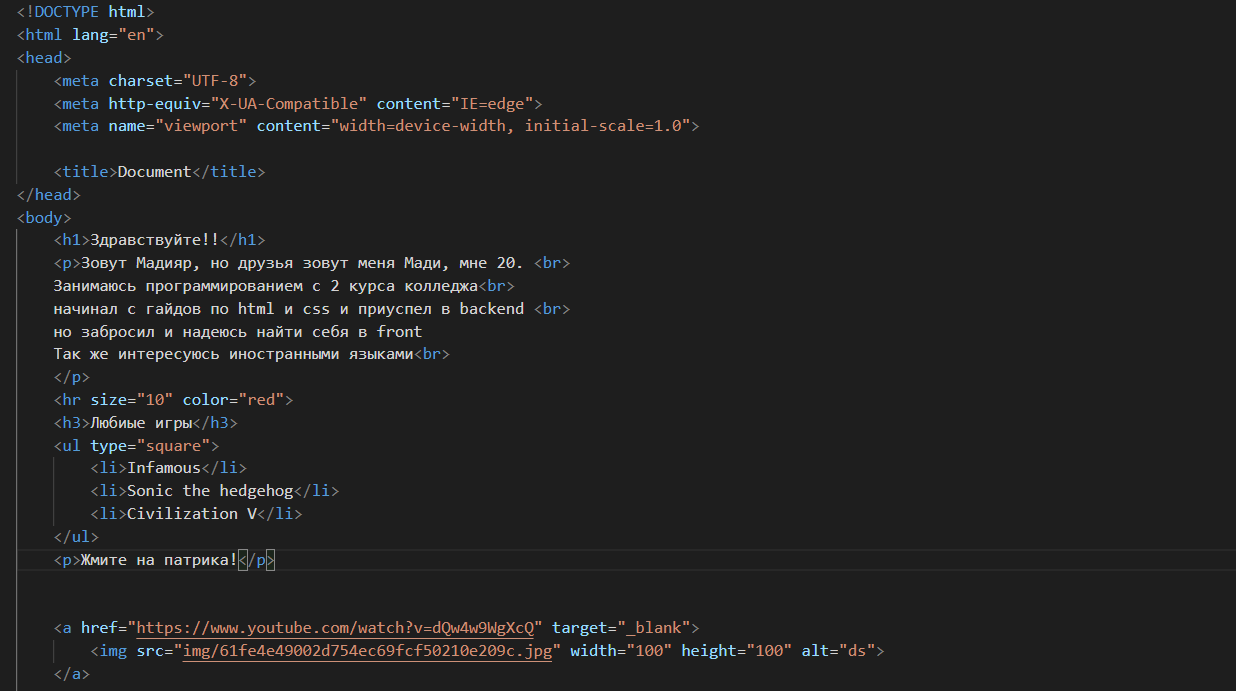 <!DOCTYPE html>
<html lang="en">
<head>
<meta charset="UTF-8">
<meta http-equiv="X-UA-Compatible" content="IE=edge">
<meta name="viewport" content="width=device-width, initial-scale=1.0">
<title>Document</title>
</head>
<body>
<h1>Здравствуйте!!</h1>
<p>Зовут Мадияр, но друзья зовут меня Мади, мне 20. <br>
Занимаюсь программированием с 2 курса колледжа<br>
начинал с гайдов по html и css и приуспел в backend <br>
но забросил и надеюсь найти себя в front
Так же интересуюсь иностранными языками<br>
</p>
<hr size="10" color="red">
<h3>Любиые игры</h3>
<ul type="square">
<li>Infamous</li>
<li>Sonic the hedgehog</li>
<li>Civilization V</li>
</ul>
<p>Жмите на патрика!</p>
<a href="https://www.youtube.com/watch?v=dQw4w9WgXcQ" target="_blank">
<img src="img/61fe4e49002d754ec69fcf50210e209c.jpg" width="100" height="100" alt="ds">
</a>